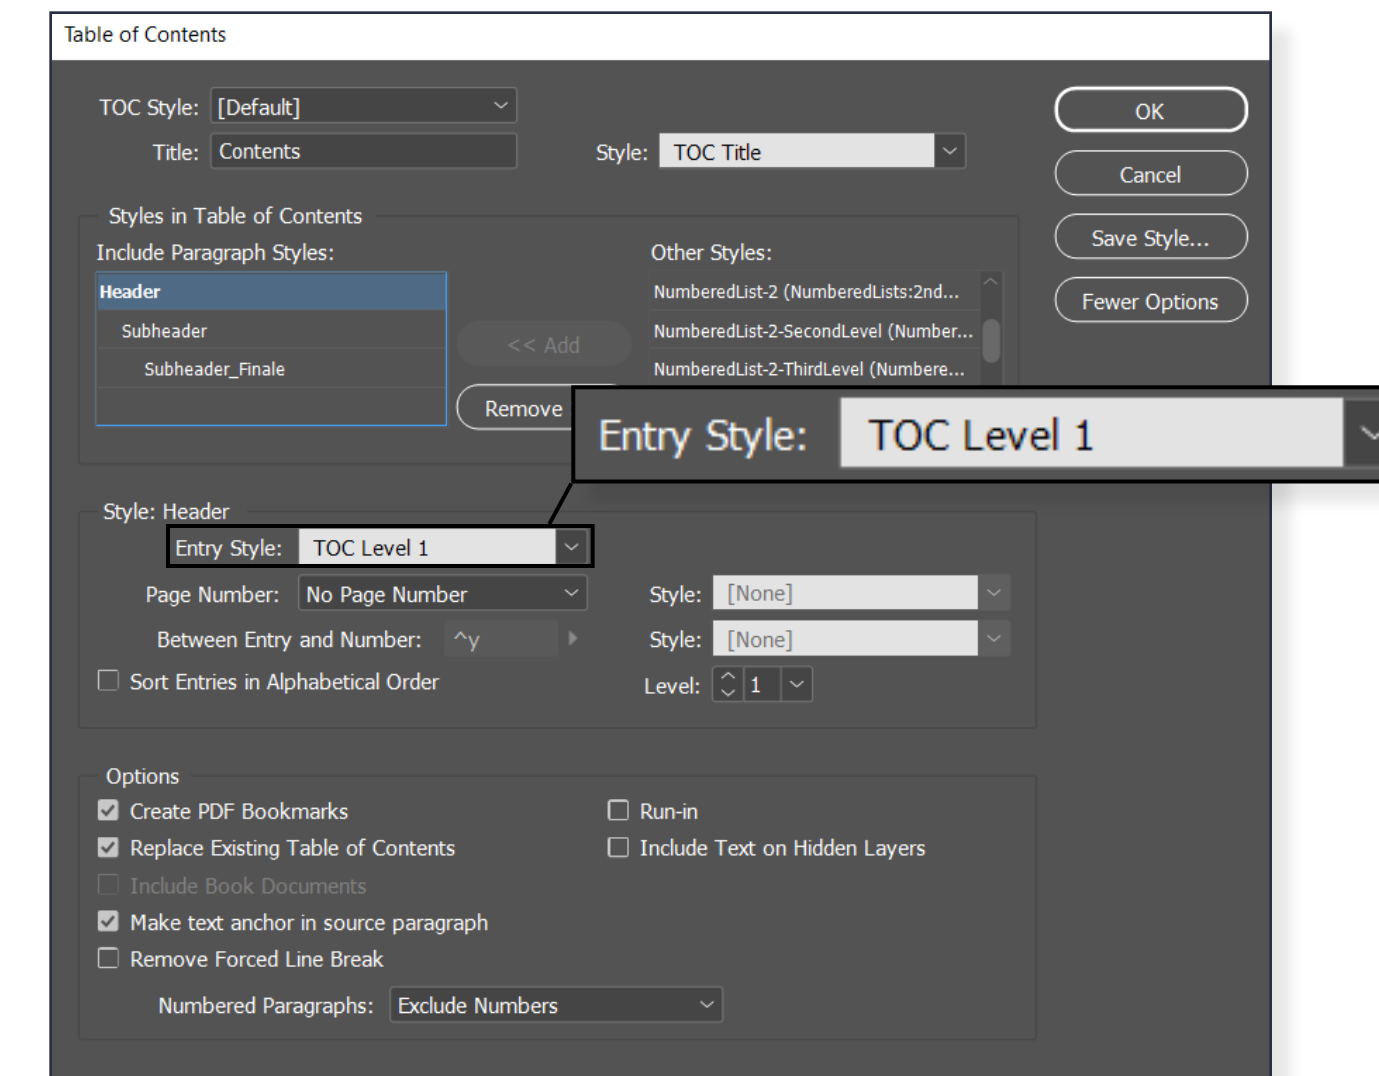 Table of Contents
TOC Style: [Default]
OK
Title: Contents Style: TOC Title
Cancel
Styles in Table of Contents
Save Style...
Include Paragraph Styles: Other Styles:
Header NumberedList-2 (NumberedLists:2nd...
Fewer Options
Subheader NumberedList-2-SecondLevel (Number...
<< Add
Subheader_Finale NumberedList-2-ThirdLevel (Numbere...
Remove
Entry Style: TOC Level 1
Style: Header
Entry Style: TOC Level 1
Page Number: No Page Number Style: [None]
Between Entry and Number: ^y Style: [None]
Sort Entries in Alphabetical Order Level: 1
Options
Create PDF Bookmarks Run-in
Replace Existing Table of Contents Include Text on Hidden Layers
Include Book Documents
Make text anchor in source paragraph
Remove Forced Line Break
Numbered Paragraphs: Exclude Numbers